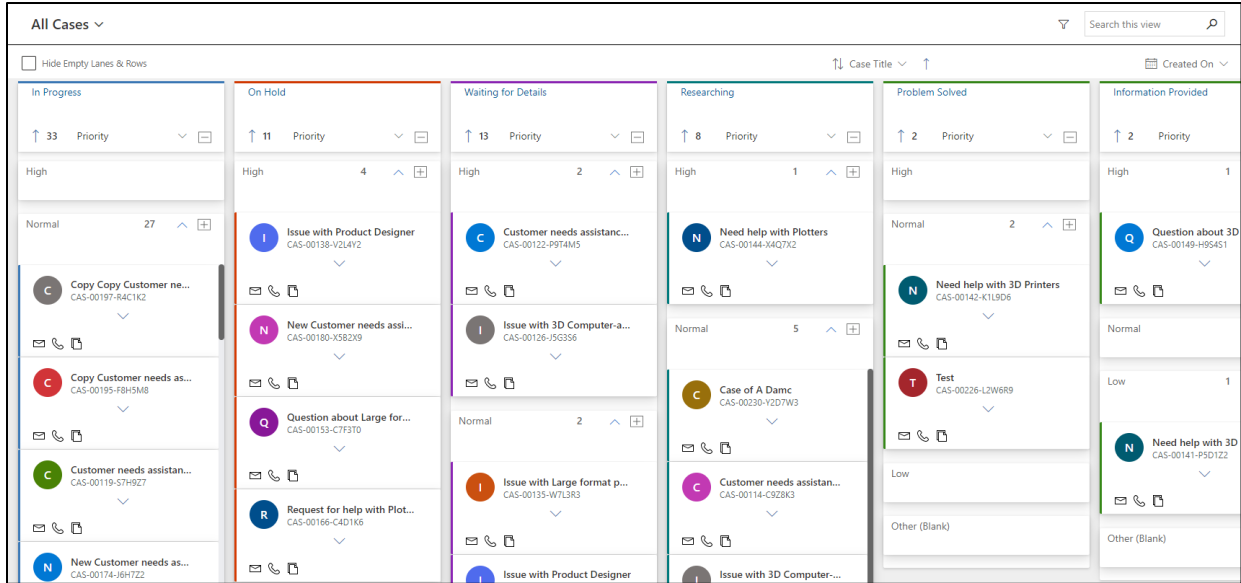 All Cases
Search this view
Hide Empty Lanes & Rows
Case Title
Created On
In Progress
33 Priority
High
Normal 27
C
Copy Copy Customer ne...
CAS-00197-R4C1K2
C
Copy Customer needs as...
CAS-00195-F8H5M8
C
Customer needs assistan...
CAS-00119-S7H9Z7
N
New Customer needs as...
CAS-00174-J6H7Z2
On Hold
11 Priority
High 4
I
Issue with Product Designer
CAS-00138-V2L4Y2
N
New Customer needs assi...
CAS-00180-X5B2X9
Q
Question about Large for...
CAS-00153-C7F3T0
R
Request for help with Plot...
CAS-00166-C4D1K6
Waiting for Details
13 Priority
High 2
C
Customer needs assistanc...
CAS-00122-P9T4M5
I
Issue with 3D Computer-a...
CAS-00126-J5G3S6
Normal 2
I
Issue with Large format p...
CAS-00135-W7L3R3
I
Issue with Product Designer
Researching
8 Priority
High 1
N
Need help with Plotters
CAS-00144-X4Q7X2
Normal 5
C
Case of A Damc
CAS-00230-Y2D7W3
C
Customer needs assistan...
CAS-00114-C9Z8K3
I
Issue with 3D Computer-...
Problem Solved
2 Priority
High
Normal 2
N
Need help with 3D Printers
CAS-00142-K1L9D6
T
Test
CAS-00226-L2W6R9
Low
Other (Blank)
Information Provided
2 Priority
High 1
Q
Question about 3D
CAS-00149-H9S4S1
Normal
Low 1
N
Need help with 3D
CAS-00141-P5D1Z2
Other (Blank)